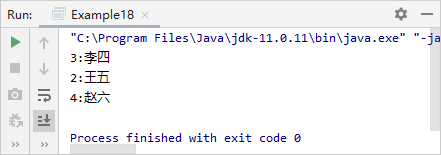 Run: Example18
"C:\Program Files\Java\jdk-11.0.11\bin\java.exe" "-ja
3:李四
2:王五
4:赵六
Process finished with exit code 0